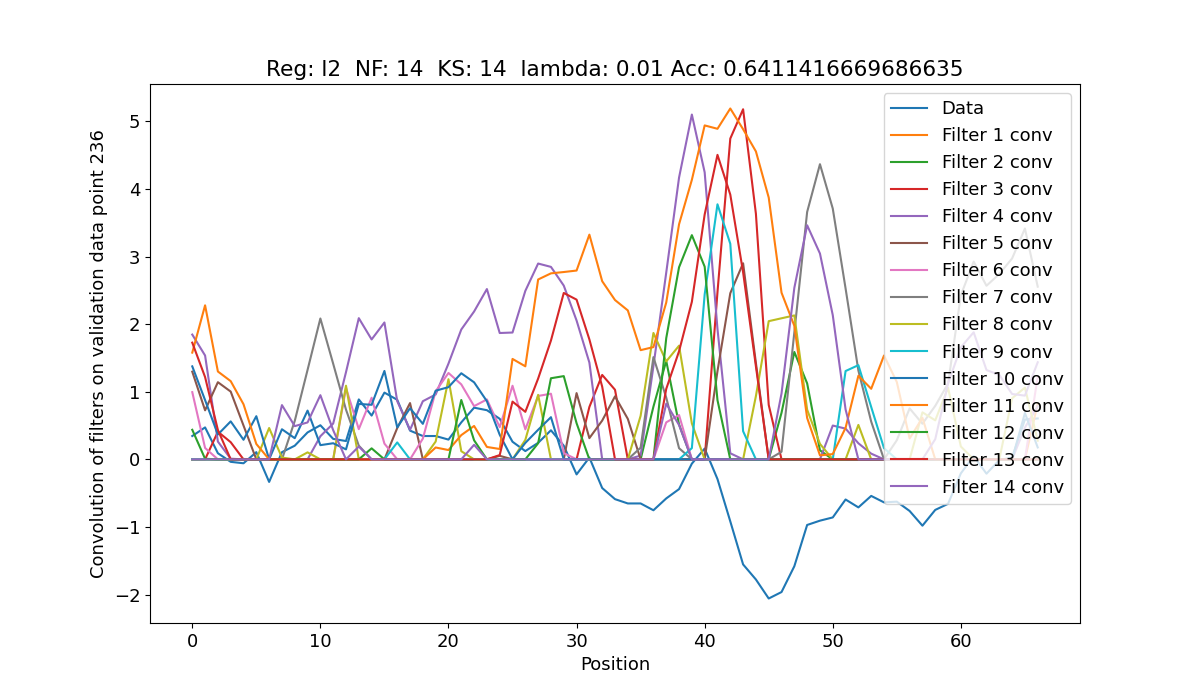 Reg: l2  NF: 14  KS: 14  lambda: 0.01 Acc: 0.6411416669686635
Convolution of filters on validation data point 236
5
4
3
2
1
0
−1
−2
0
10
20
30
40
50
60
Position
Data
Filter 1 conv
Filter 2 conv
Filter 3 conv
Filter 4 conv
Filter 5 conv
Filter 6 conv
Filter 7 conv
Filter 8 conv
Filter 9 conv
Filter 10 conv
Filter 11 conv
Filter 12 conv
Filter 13 conv
Filter 14 conv